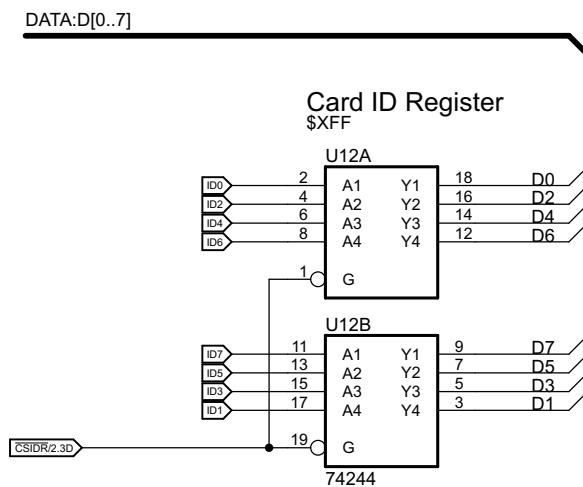 DATA:D[0..7]
Card ID Register
$XFF
U12A
ID0 2 A1 Y1 18 D0
ID2 4 A2 Y2 16 D2
ID4 6 A3 Y3 14 D4
ID6 8 A4 Y4 12 D6
1 G
U12B
ID7 11 A1 Y1 9 D7
ID5 13 A2 Y2 7 D5
ID3 15 A3 Y3 5 D3
ID1 17 A4 Y4 3 D1
CSIDR/2.3D 19 G
74244